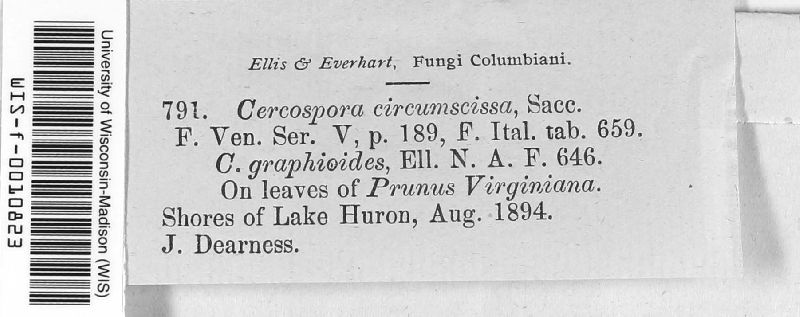 Ellis & Everhart, Fungi Columbiani.
791. Cercospora circumscissa, Sacc.
F. Ven. Ser. V, p. 189, F. Ital. tab. 659.
C. graphioides, Ell. N. A. F. 646.
On leaves of Prunus Virginiana.
Shores of Lake Huron, Aug. 1894.
J. Dearness.
University of Wisconsin-Madison (WIS)
WIS-f-0010823